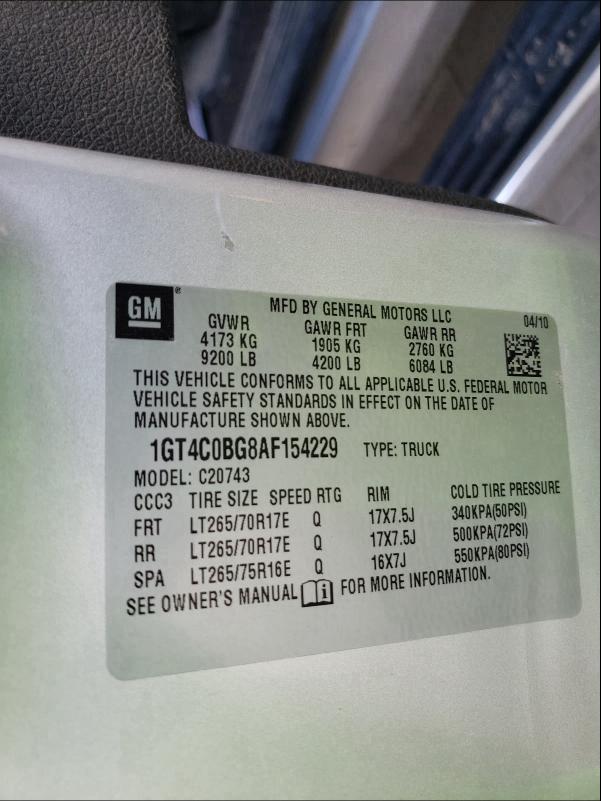 GM®
MFD BY GENERAL MOTORS LLC 04/10
GVWR GAWR FRT GAWR RR
4173 KG 1905 KG 2760 KG
9200 LB 4200 LB 6084 LB
THIS VEHICLE CONFORMS TO ALL APPLICABLE U.S. FEDERAL MOTOR
VEHICLE SAFETY STANDARDS IN EFFECT ON THE DATE OF
MANUFACTURE SHOWN ABOVE.
1GT4C0BG8AF154229 TYPE: TRUCK
MODEL: C20743
CCC3 TIRE SIZE SPEED RTG RIM COLD TIRE PRESSURE
FRT LT265/70R17E Q 17X7.5J 340KPA(50PSI)
RR LT265/70R17E Q 17X7.5J 500KPA(72PSI)
SPA LT265/75R16E Q 16X7J 550KPA(80PSI)
SEE OWNER'S MANUAL i FOR MORE INFORMATION.